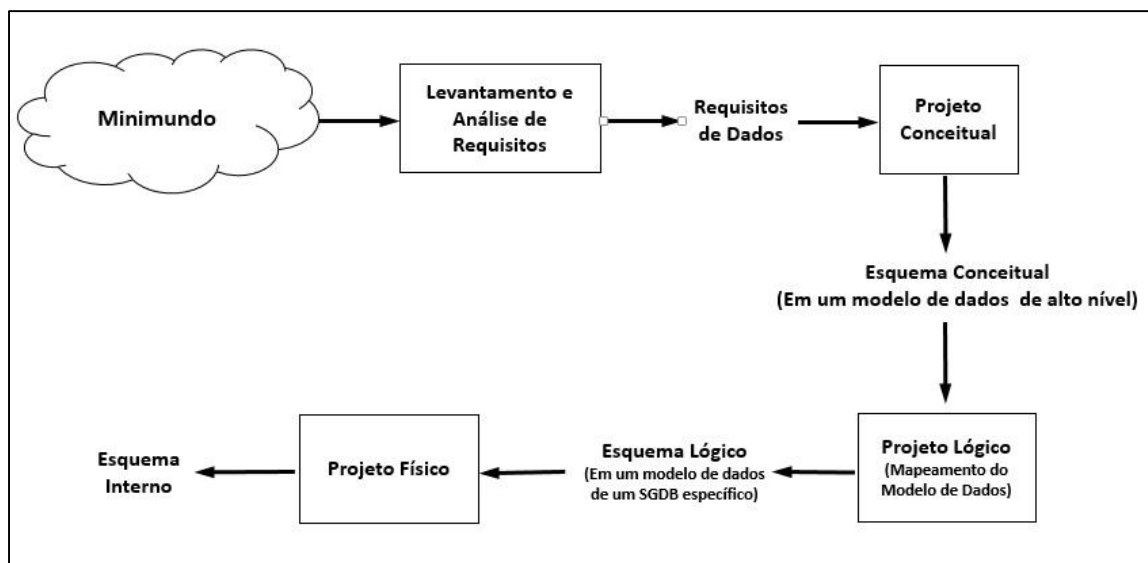 Minimundo
Levantamento e
Análise de
Requisitos
Requisitos
de Dados
Projeto
Conceitual
Esquema Conceitual
(Em um modelo de dados de alto nível)
Projeto Lógico
(Mapeamento do
Modelo de Dados)
Esquema Lógico
(Em um modelo de dados
de um SGDB específico)
Projeto Físico
Esquema
Interno